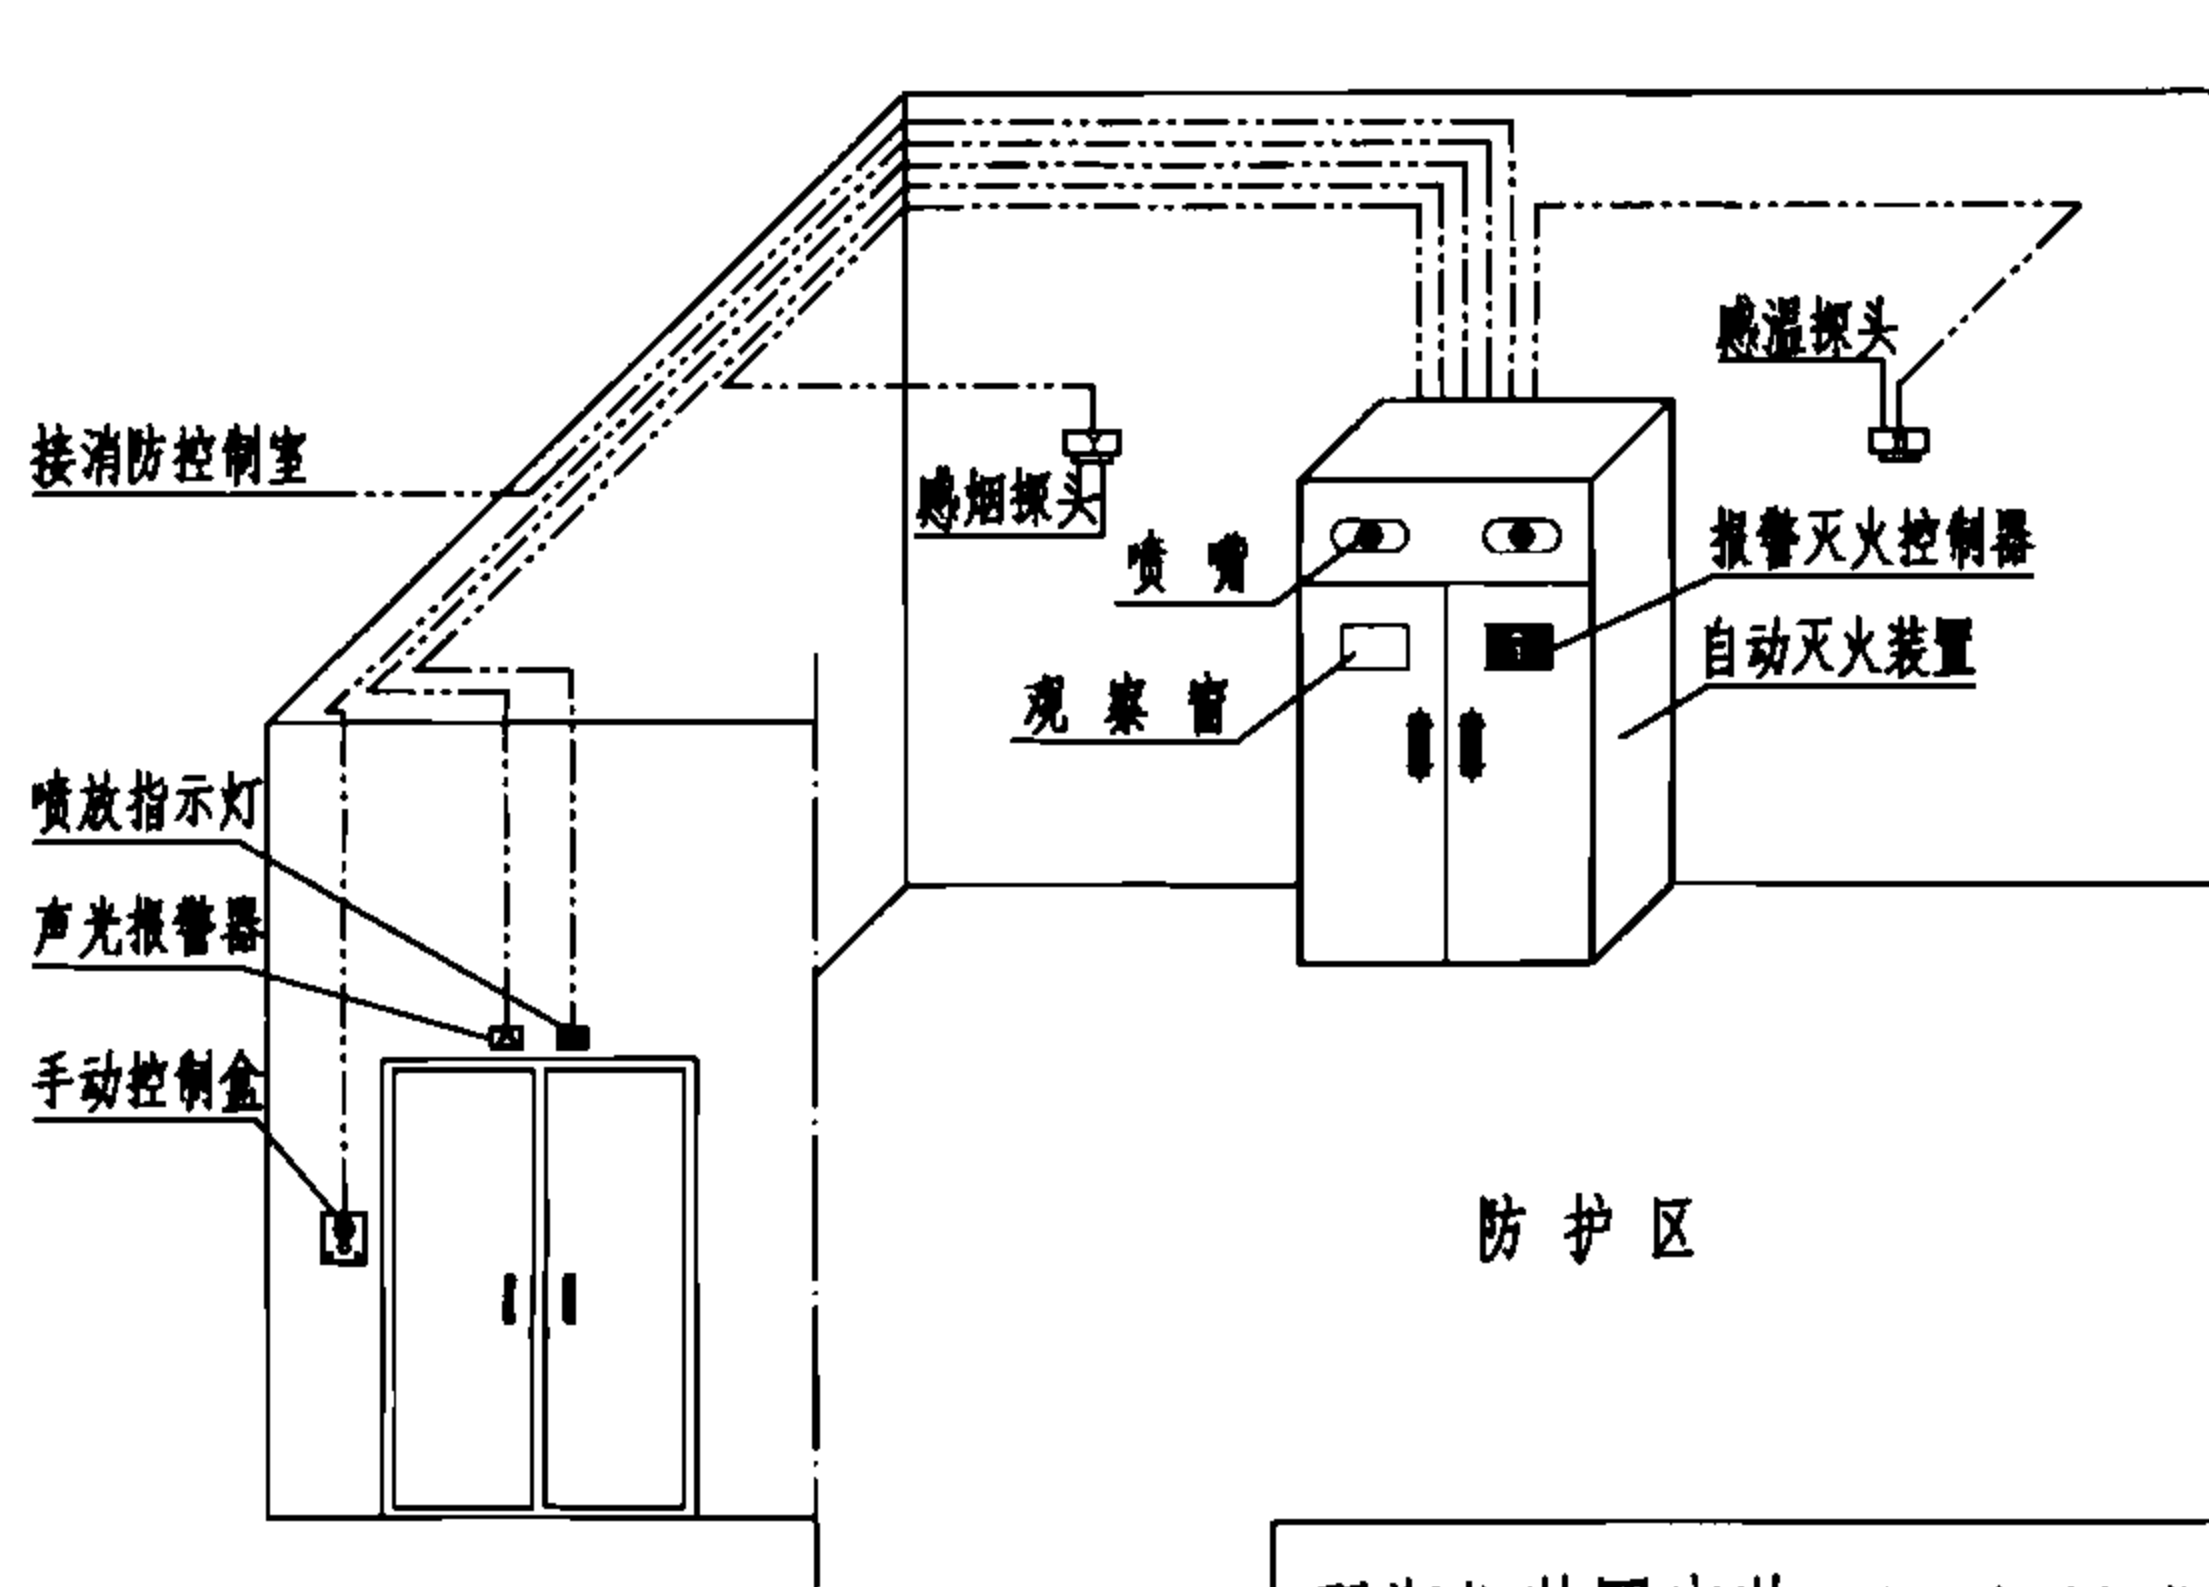 感温探头
接消防控制室
感烟探头
喷嘴
报警灭火控制器
自动灭火装置
观察窗
喷放指示灯
声光报警器
手动控制盒
防护区